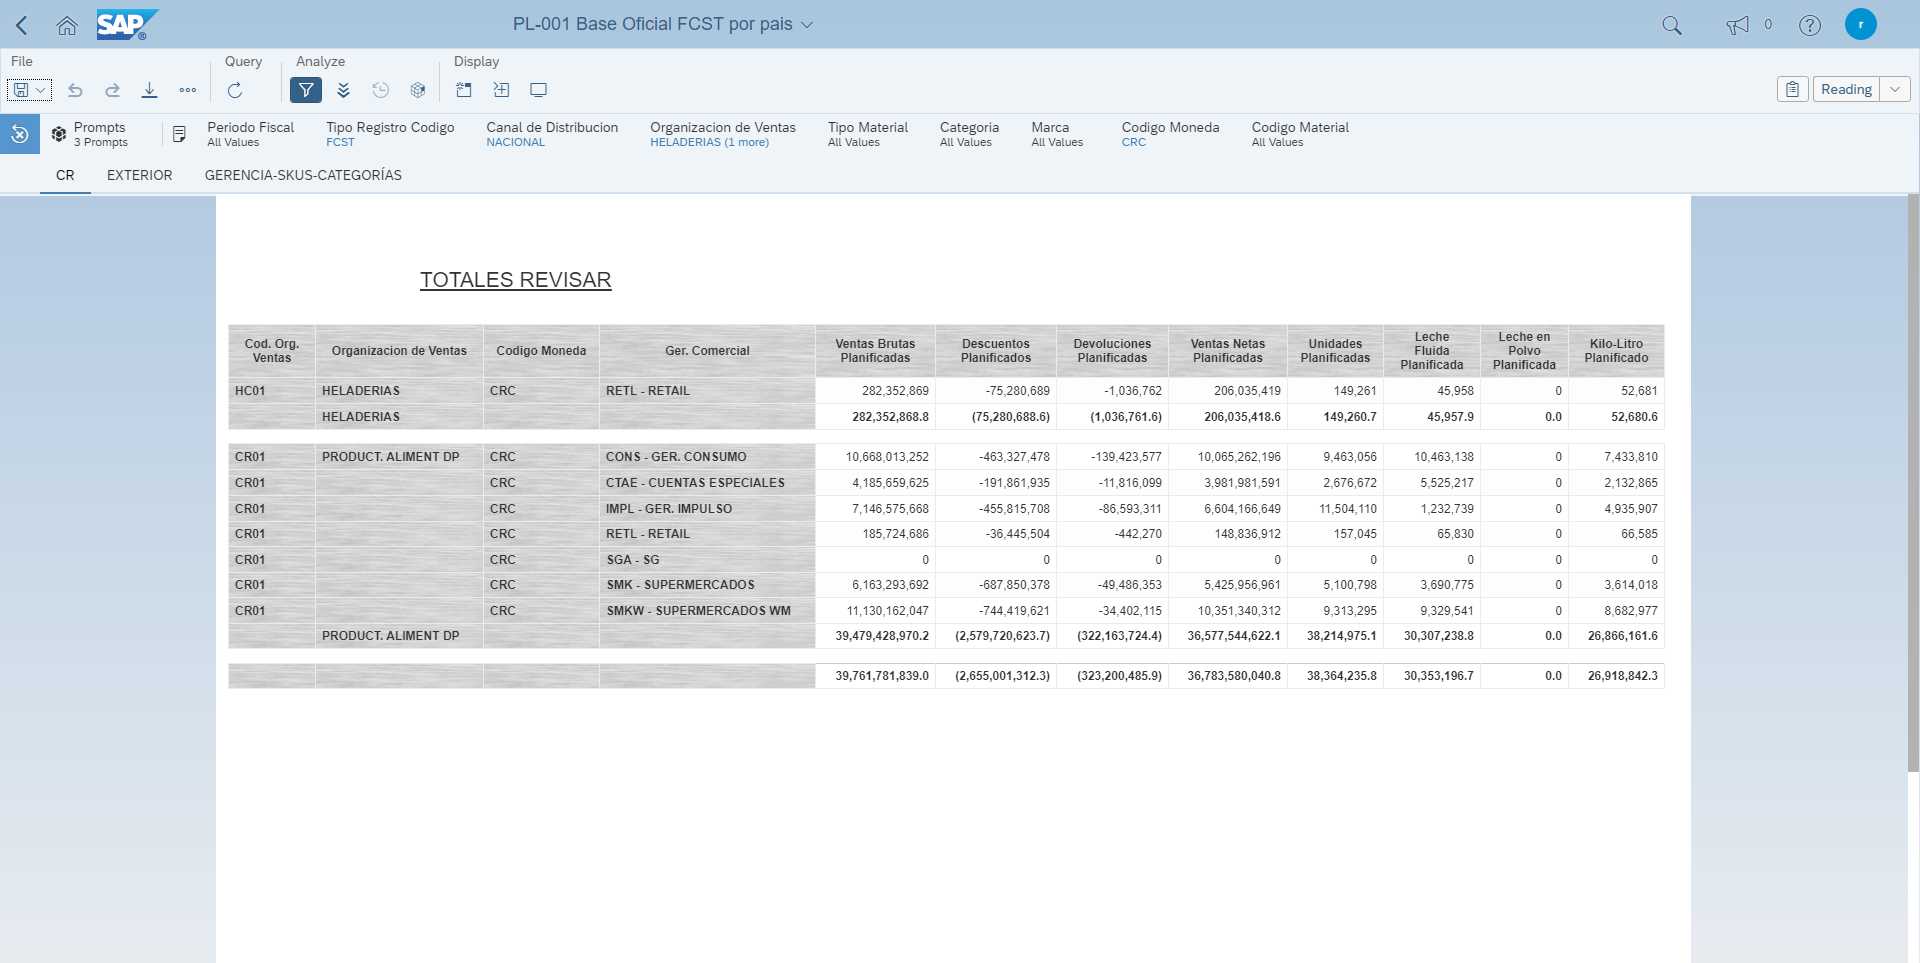 SAP
PL-001 Base Oficial FCST por pais
0
r
File
Query
Analyze
Display
Reading
Prompts
3 Prompts
Periodo Fiscal
All Values
Tipo Registro Codigo
FCST
Canal de Distribucion
NACIONAL
Organizacion de Ventas
HELADERIAS (1 more)
Tipo Material
All Values
Categoria
All Values
Marca
All Values
Codigo Moneda
CRC
Codigo Material
All Values
CR EXTERIOR GERENCIA-SKUS-CATEGORÍAS
TOTALES REVISAR
Cod. Org. Ventas Organizacion de Ventas Codigo Moneda Ger. Comercial Ventas Brutas Planificadas Descuentos Planificados Devoluciones Planificadas Ventas Netas Planificadas Unidades Planificadas Leche Fluida Planificada Leche en Polvo Planificada Kilo-Litro Planificado
HC01 HELADERIAS CRC RETL - RETAIL 282,352,869 -75,280,689 -1,036,762 206,035,419 149,261 45,958 0 52,681
HELADERIAS 282,352,868.8 (75,280,688.6) (1,036,761.6) 206,035,418.6 149,260.7 45,957.9 0.0 52,680.6
CR01 PRODUCT. ALIMENT DP CRC CONS - GER. CONSUMO 10,668,013,252 -463,327,478 -139,423,577 10,065,262,196 9,463,056 10,463,138 0 7,433,810
CR01 CRC CTAE - CUENTAS ESPECIALES 4,185,659,625 -191,861,935 -11,816,099 3,981,981,591 2,676,672 5,525,217 0 2,132,865
CR01 CRC IMPL - GER. IMPULSO 7,146,575,668 -455,815,708 -86,593,311 6,604,166,649 11,504,110 1,232,739 0 4,935,907
CR01 CRC RETL - RETAIL 185,724,686 -36,445,504 -442,270 148,836,912 157,045 65,830 0 66,585
CR01 CRC SGA - SG 0 0 0 0 0 0 0 0
CR01 CRC SMK - SUPERMERCADOS 6,163,293,692 -687,850,378 -49,486,353 5,425,956,961 5,100,798 3,690,775 0 3,614,018
CR01 CRC SMKW - SUPERMERCADOS WM 11,130,162,047 -744,419,621 -34,402,115 10,351,340,312 9,313,295 9,329,541 0 8,682,977
PRODUCT. ALIMENT DP 39,479,428,970.2 (2,579,720,623.7) (322,163,724.4) 36,577,544,622.1 38,214,975.1 30,307,238.8 0.0 26,866,161.6
39,761,781,839.0 (2,655,001,312.3) (323,200,485.9) 36,783,580,040.8 38,364,235.8 30,353,196.7 0.0 26,918,842.3